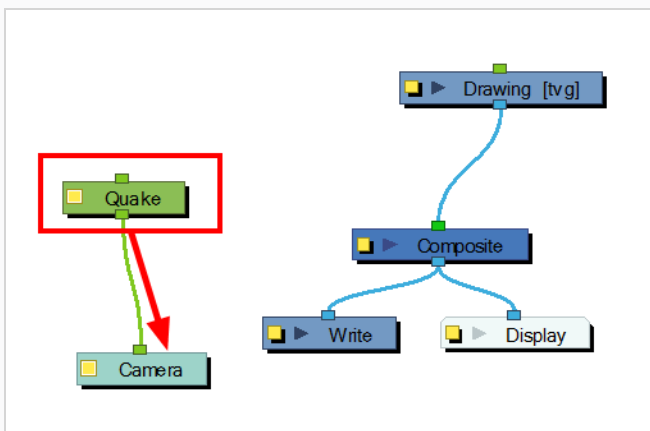 Drawing [tvg]
Quake
Composite
Write
Display
Camera